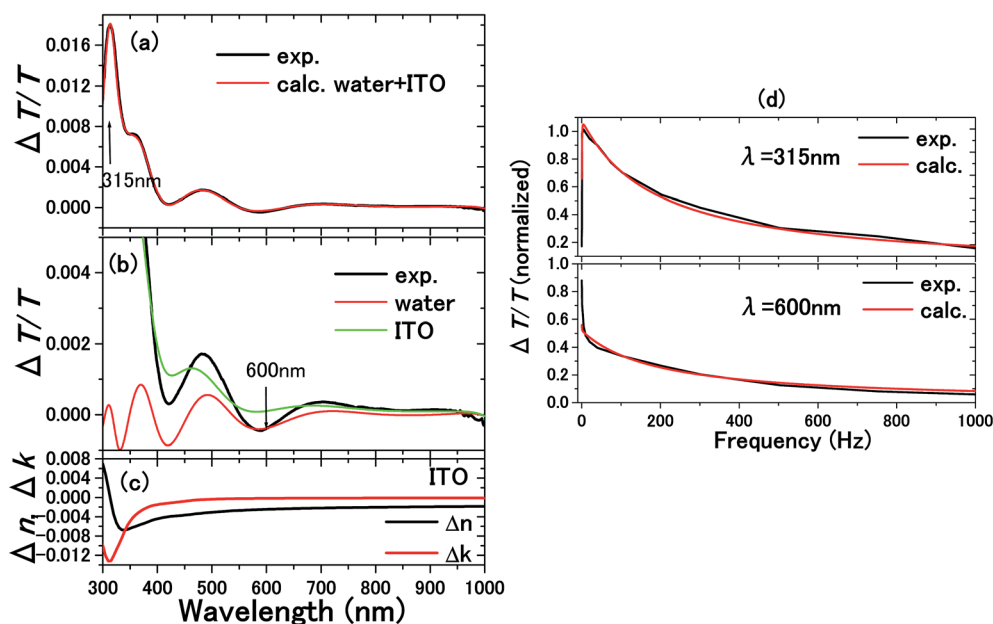 (a)
exp.
calc. water+ITO
315nm
0.016
0.012
0.008
0.004
0.000
Δ T/T
(b)
exp.
water
ITO
600nm
0.004
0.002
0.000
Δ T/T
(c)
ITO
Δn
Δk
0.008
0.004
0.000
-0.004
-0.008
-0.012
Δ n, Δ k
300 400 500 600 700 800 900 1000
Wavelength (nm)
(d)
exp.
calc.
λ=315nm
1.0
0.8
0.6
0.4
0.2
exp.
calc.
λ=600nm
1.0
0.8
0.6
0.4
0.2
0.0
Δ T/T (normalized)
0 200 400 600 800 1000
Frequency (Hz)